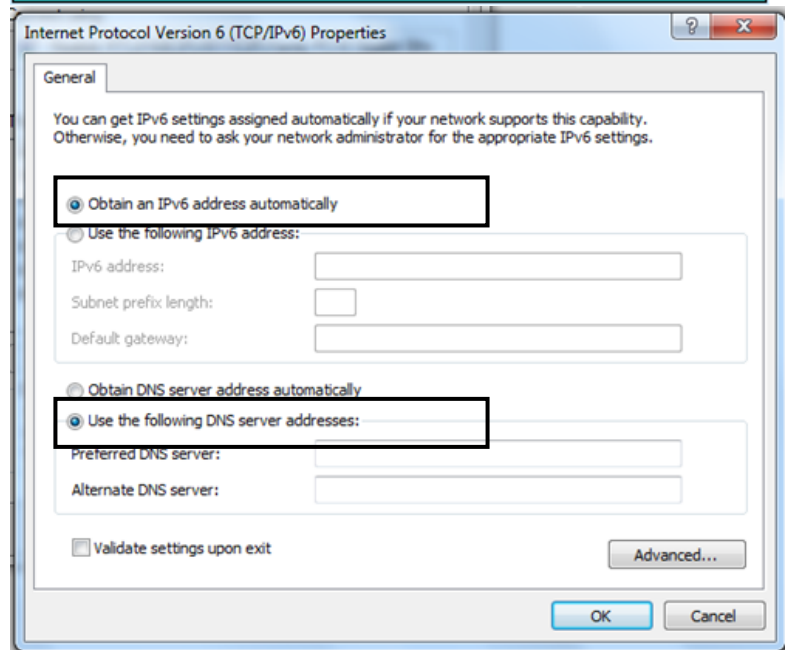 Internet Protocol Version 6 (TCP/IPv6) Properties
General
You can get IPv6 settings assigned automatically if your network supports this capability.
Otherwise, you need to ask your network administrator for the appropriate IPv6 settings.
Obtain an IPv6 address automatically
Use the following IPv6 address:
IPv6 address:
Subnet prefix length:
Default gateway:
Obtain DNS server address automatically
Use the following DNS server addresses:
Preferred DNS server:
Alternate DNS server:
Validate settings upon exit
Advanced...
OK Cancel